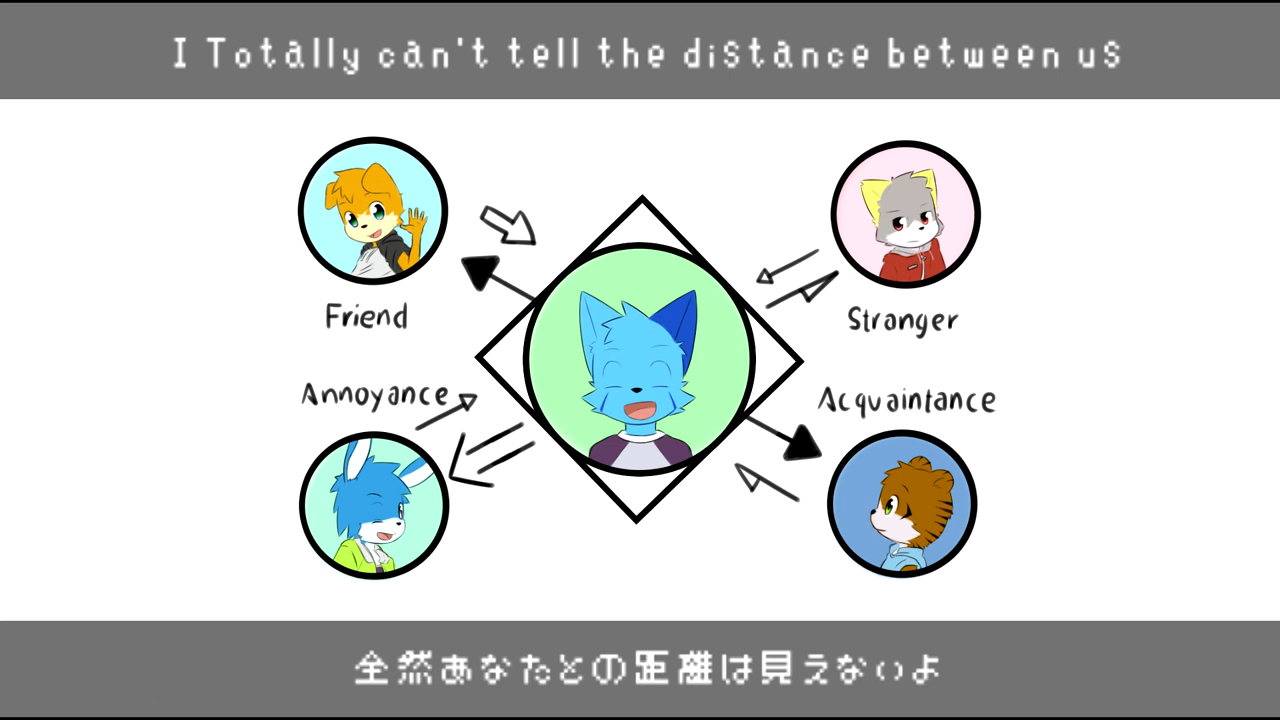 I Totally can't tell the distance between us
Friend
Stranger
Annoyance
Acquaintance
全然あなたとの距離は見えないよ